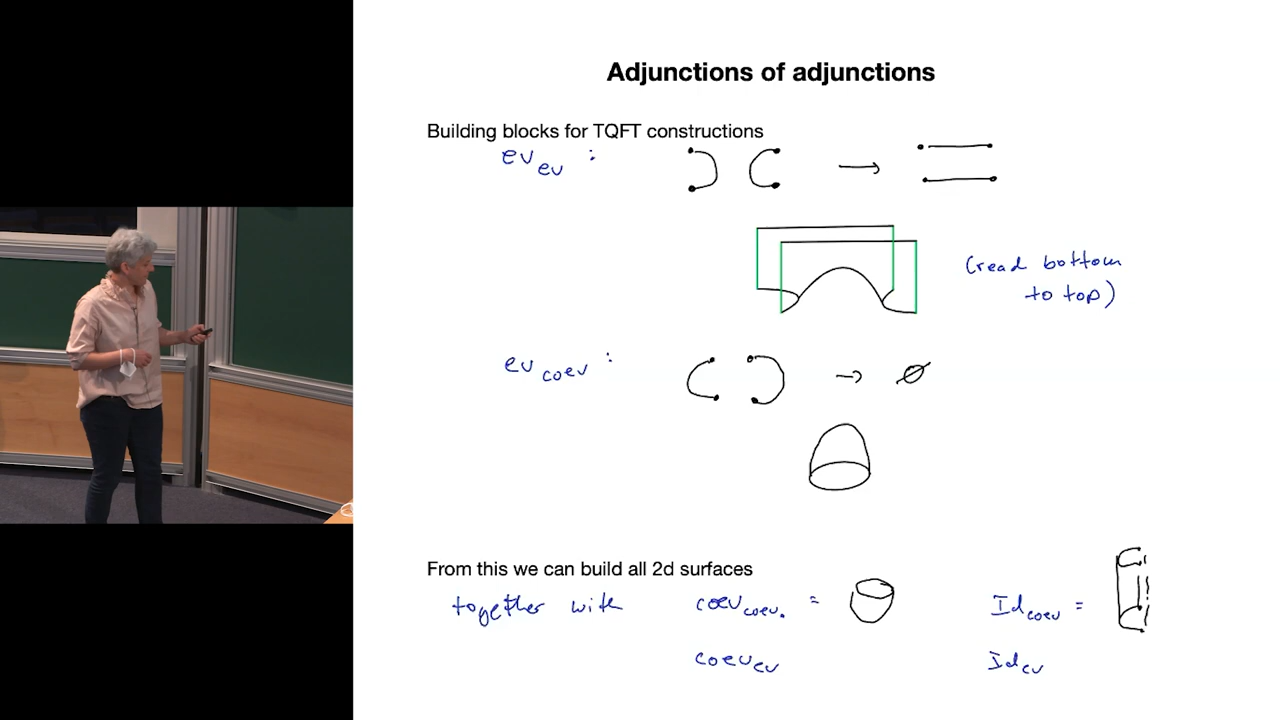 Adjunctions of adjunctions
Building blocks for TQFT constructions
ev_ev :
→
(read bottom
to top)
ev_coev :
→ ∅
From this we can build all 2d surfaces
together with coev_coev. = Id_coev =
coev_ev Id_ev